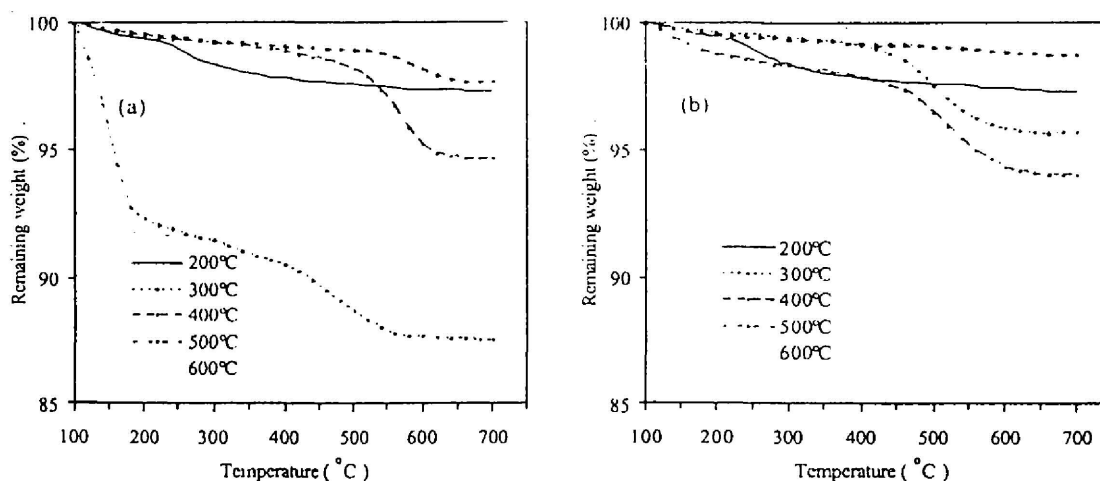 100
95
90
85
Remaining weight (%)
(a)
200°C
300°C
400°C
500°C
600°C
100 200 300 400 500 600 700
Temperature ( °C )
100
95
90
85
Remaining weight (%)
(b)
200°C
300°C
400°C
500°C
600°C
100 200 300 400 500 600 700
Temperature ( °C )